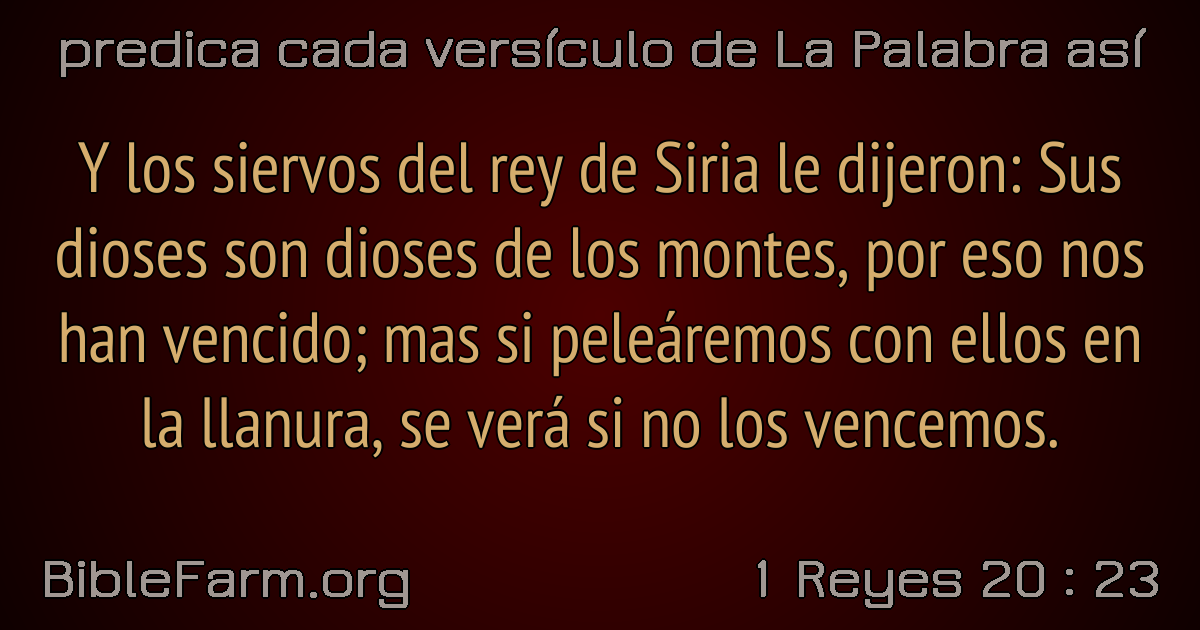 predica cada versículo de La Palabra así
Y los siervos del rey de Siria le dijeron: Sus
dioses son dioses de los montes, por eso nos
han vencido; mas si peleáremos con ellos en
la llanura, se verá si no los vencemos.
BibleFarm.org
1 Reyes 20 : 23